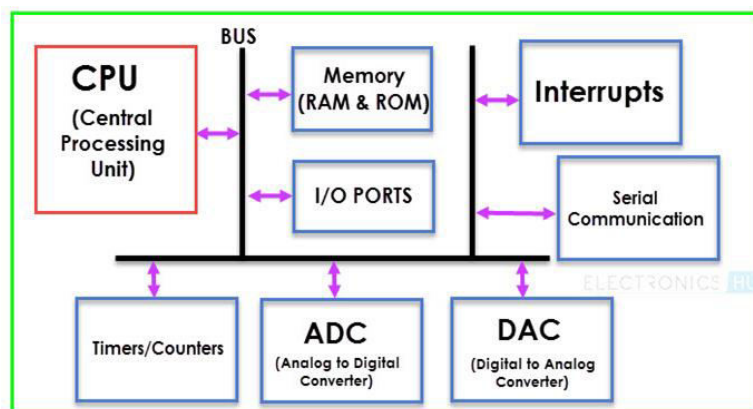 BUS
CPU
(Central
Processing
Unit)
Memory
(RAM & ROM)
I/O PORTS
Interrupts
Serial
Communication
ELECTRONICS HU
Timers/Counters
ADC
(Analog to Digital
Converter)
DAC
(Digital to Analog
Converter)